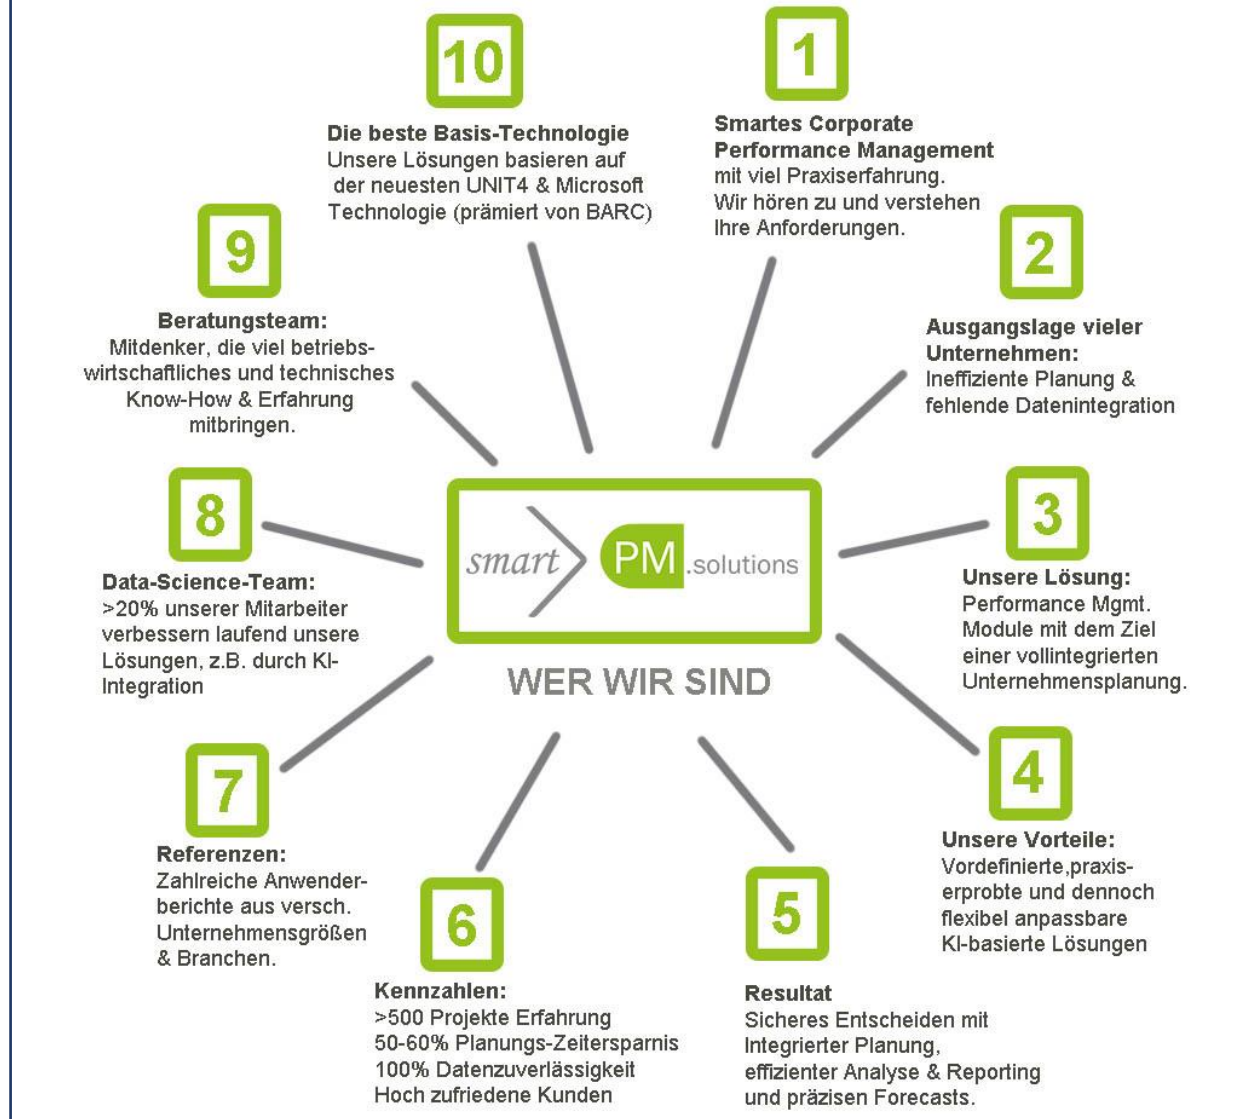 1
Smartes Corporate
Performance Management
mit viel Praxiserfahrung.
Wir hören zu und verstehen
Ihre Anforderungen.
2
Ausgangslage vieler
Unternehmen:
Ineffiziente Planung &
fehlende Datenintegration
3
Unsere Lösung:
Performance Mgmt.
Module mit dem Ziel
einer vollintegrierten
Unternehmensplanung.
4
Unsere Vorteile:
Vordefinierte,praxis-
erprobte und dennoch
flexibel anpassbare
KI-basierte Lösungen
5
Resultat
Sicheres Entscheiden mit
Integrierter Planung,
effizienter Analyse & Reporting
und präzisen Forecasts.
6
Kennzahlen:
>500 Projekte Erfahrung
50-60% Planungs-Zeitersparnis
100% Datenzuverlässigkeit
Hoch zufriedene Kunden
7
Referenzen:
Zahlreiche Anwender-
berichte aus versch.
Unternehmensgrößen
& Branchen.
8
Data-Science-Team:
>20% unserer Mitarbeiter
verbessern laufend unsere
Lösungen, z.B. durch KI-
Integration
9
Beratungsteam:
Mitdenker, die viel betriebs-
wirtschaftliches und technisches
Know-How & Erfahrung
mitbringen.
10
Die beste Basis-Technologie
Unsere Lösungen basieren auf
der neuesten UNIT4 & Microsoft
Technologie (prämiert von BARC)
smart PM.solutions
WER WIR SIND